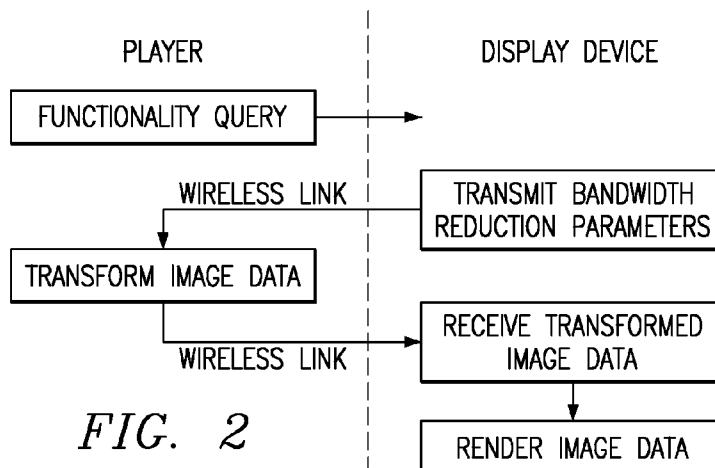 PLAYER
DISPLAY DEVICE
FUNCTIONALITY QUERY
WIRELESS LINK
TRANSMIT BANDWIDTH
REDUCTION PARAMETERS
TRANSFORM IMAGE DATA
WIRELESS LINK
RECEIVE TRANSFORMED
IMAGE DATA
RENDER IMAGE DATA
FIG. 2